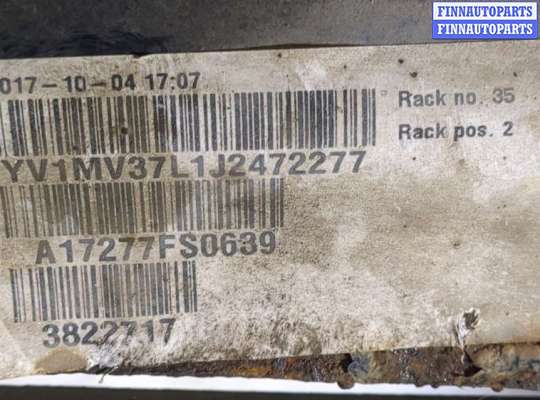 FINNAUTOPARTS
FINNAUTOPARTS
017-10-04 17:07
Rack no. 35
Rack pos. 2
YV1MV37L1J2472277
A17277FS0639
3822717